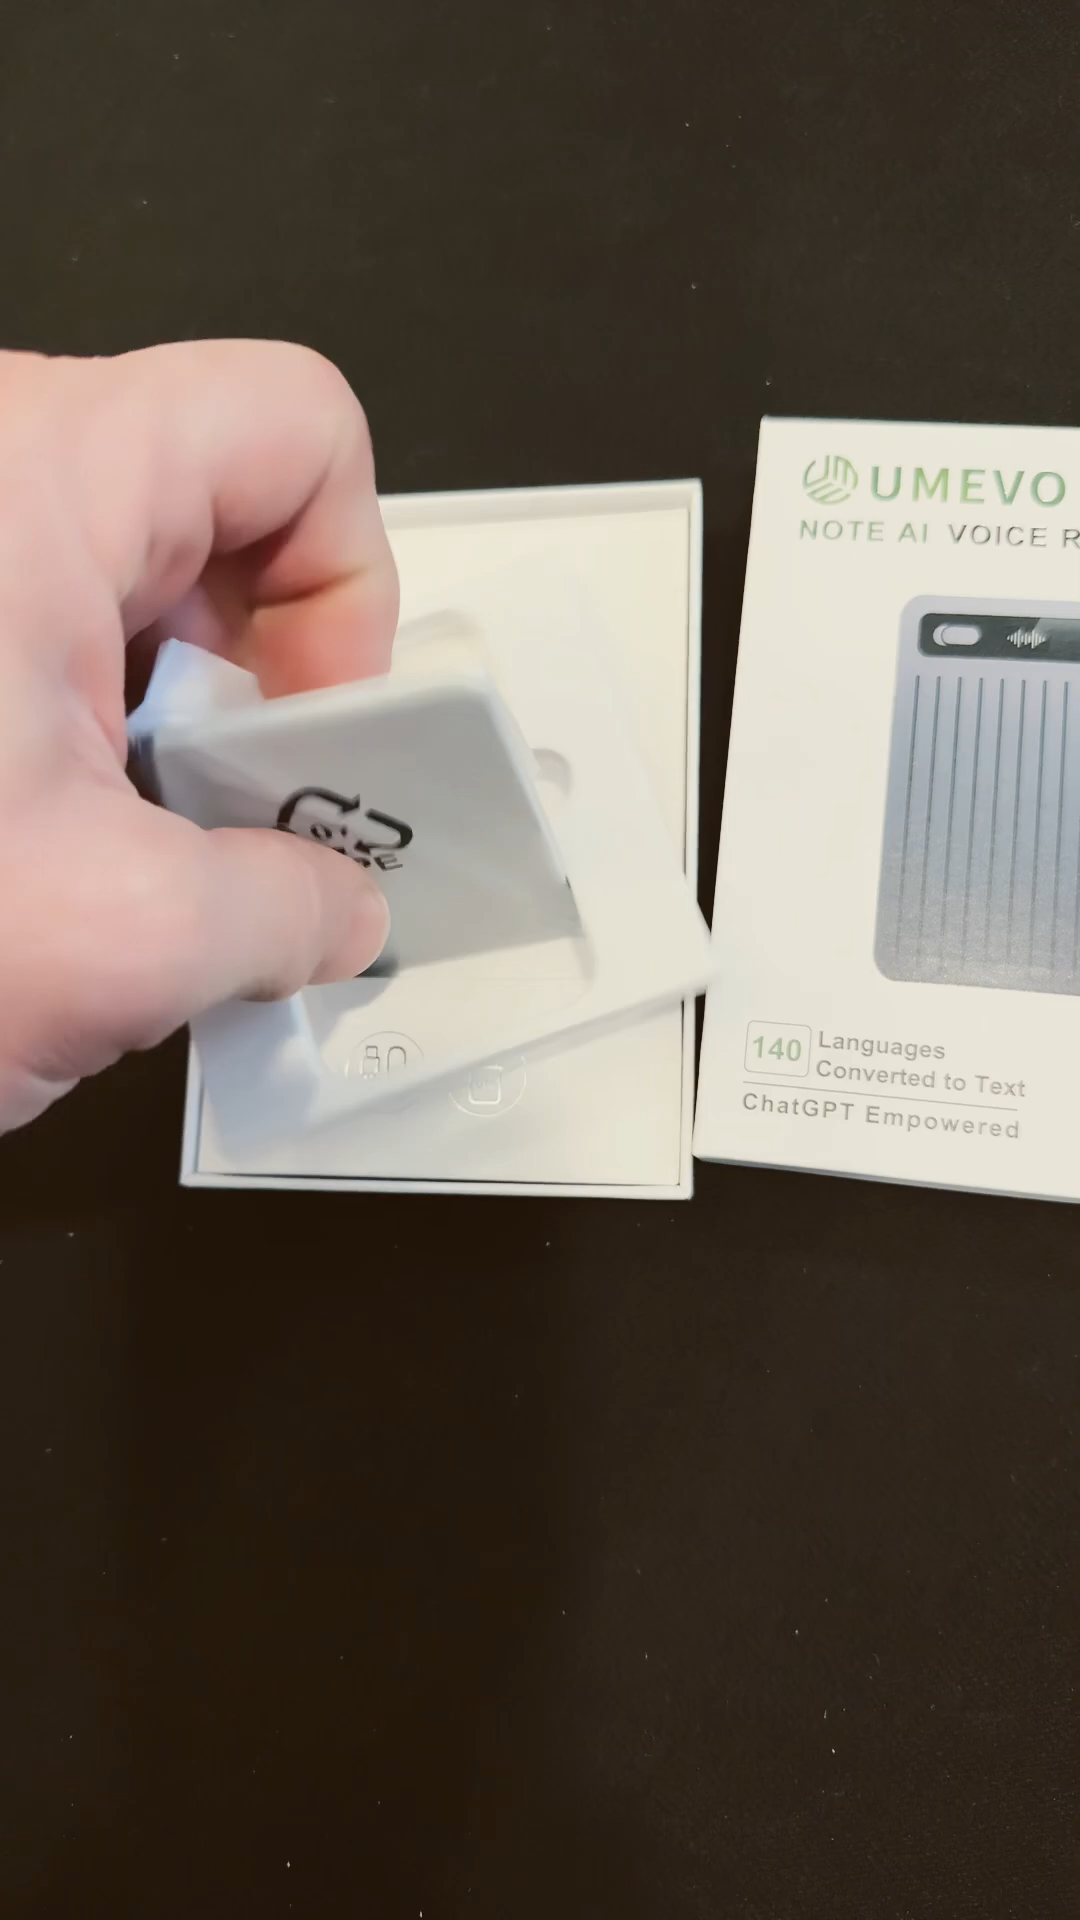 UMEVO
NOTE AI VOICE R
140 Languages
Converted to Text
ChatGPT Empowered